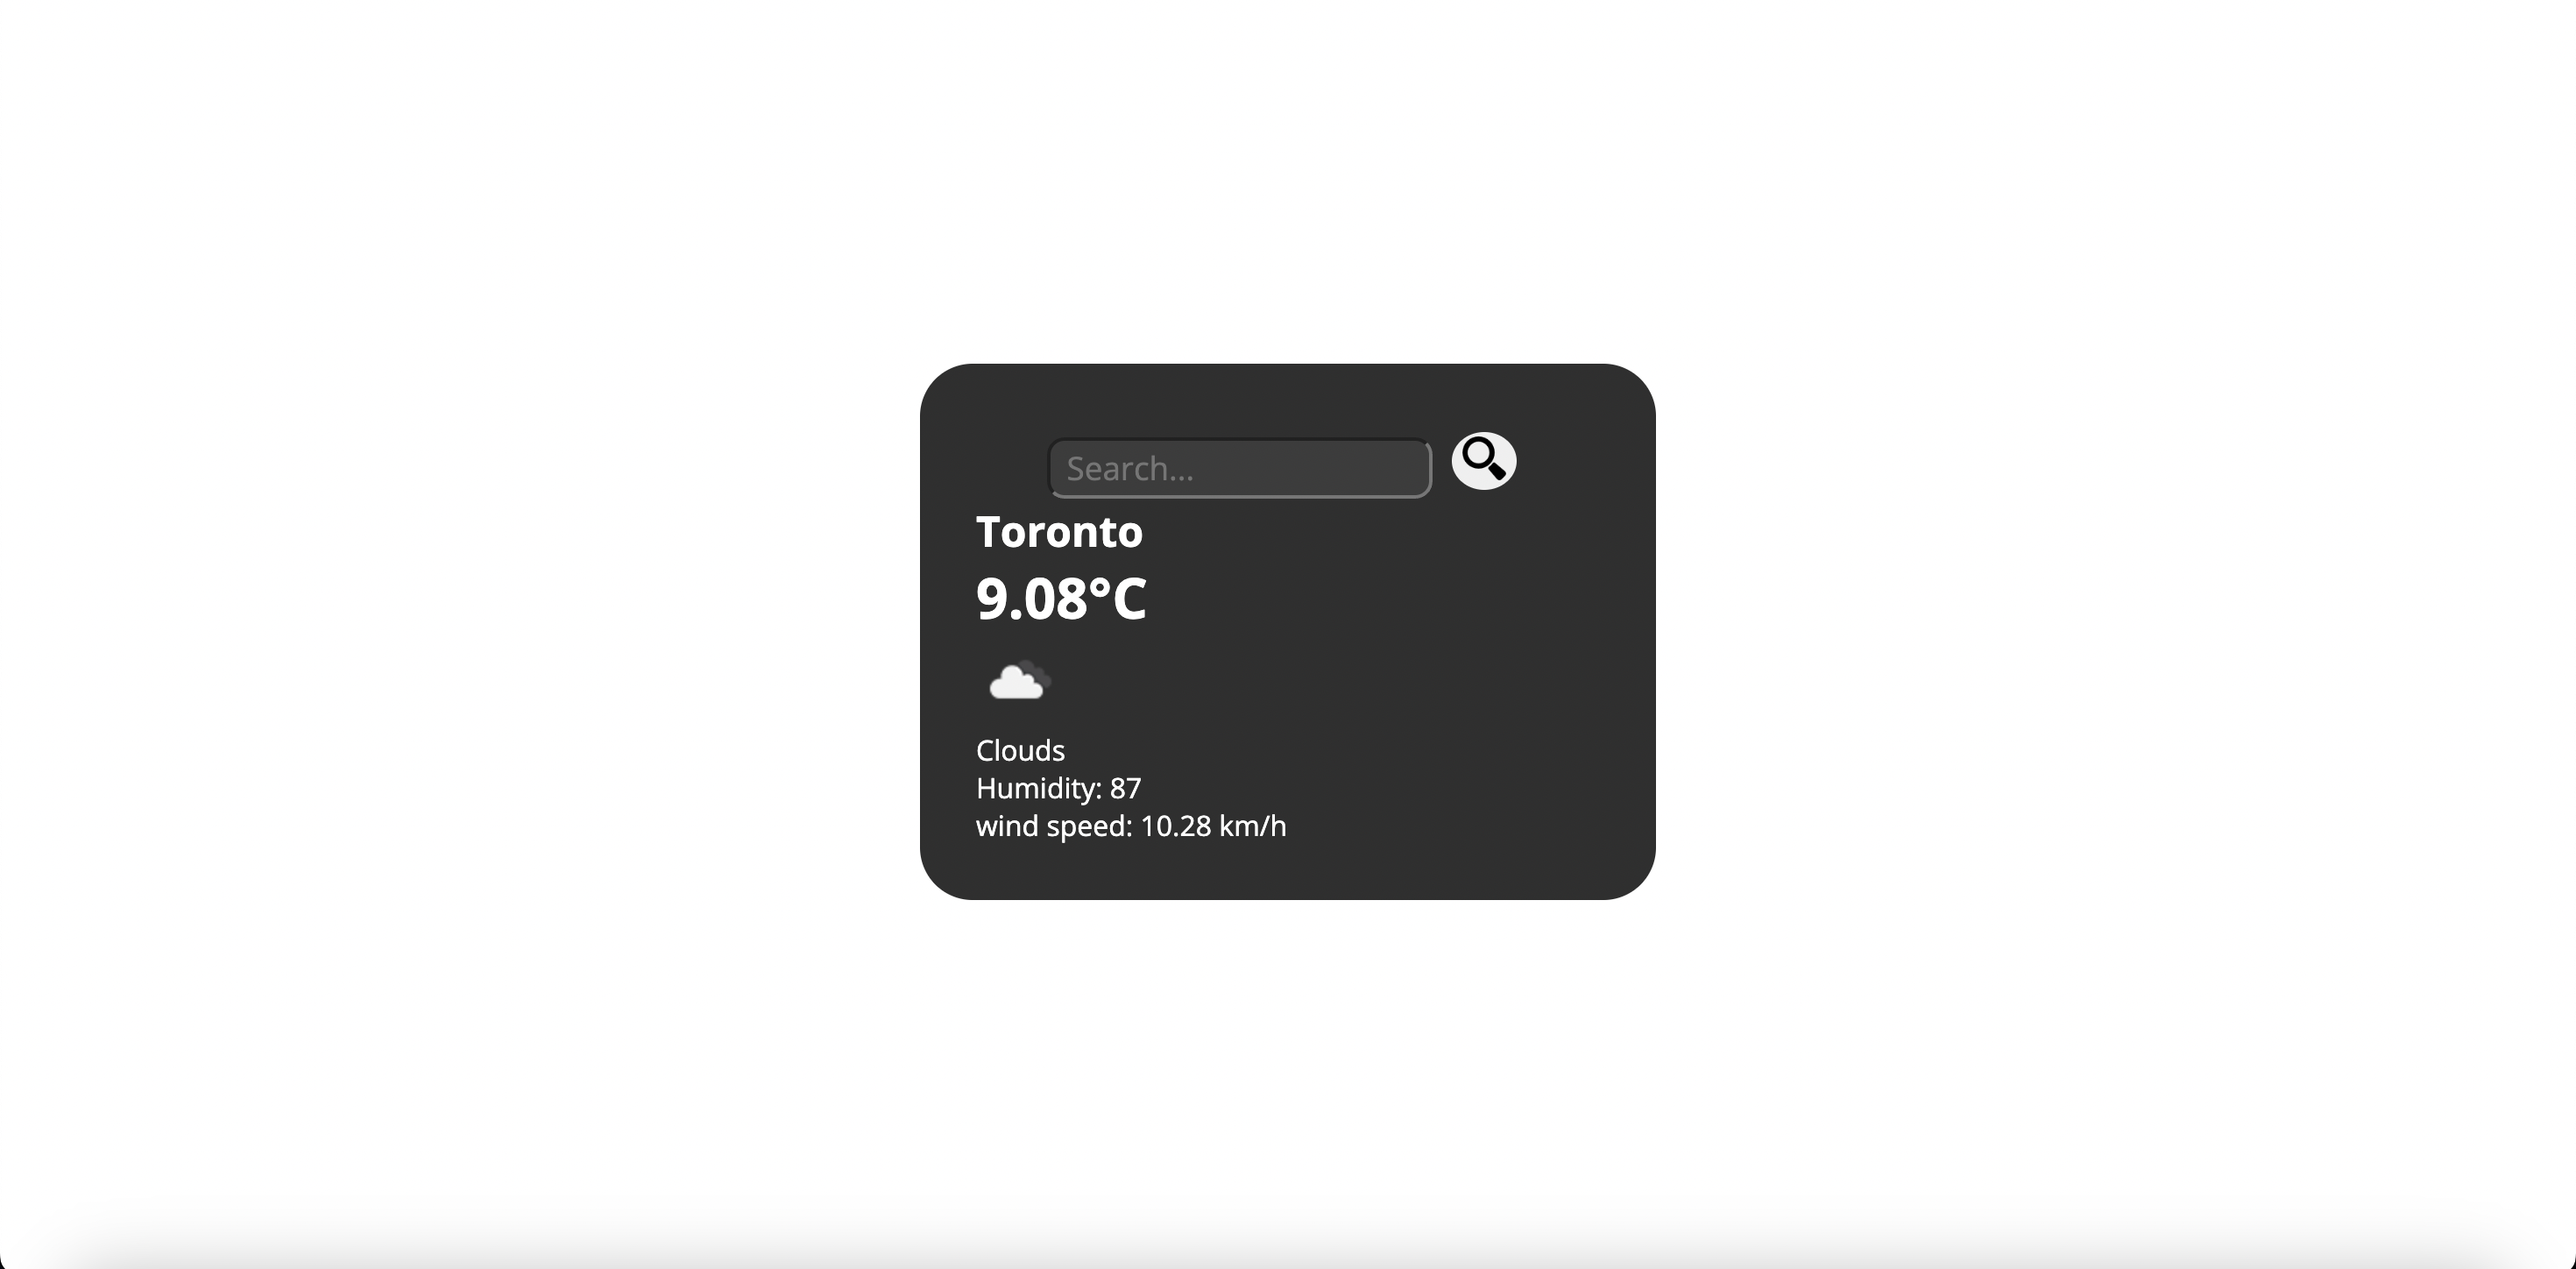 Search...
Toronto
9.08°C
Clouds
Humidity: 87
wind speed: 10.28 km/h